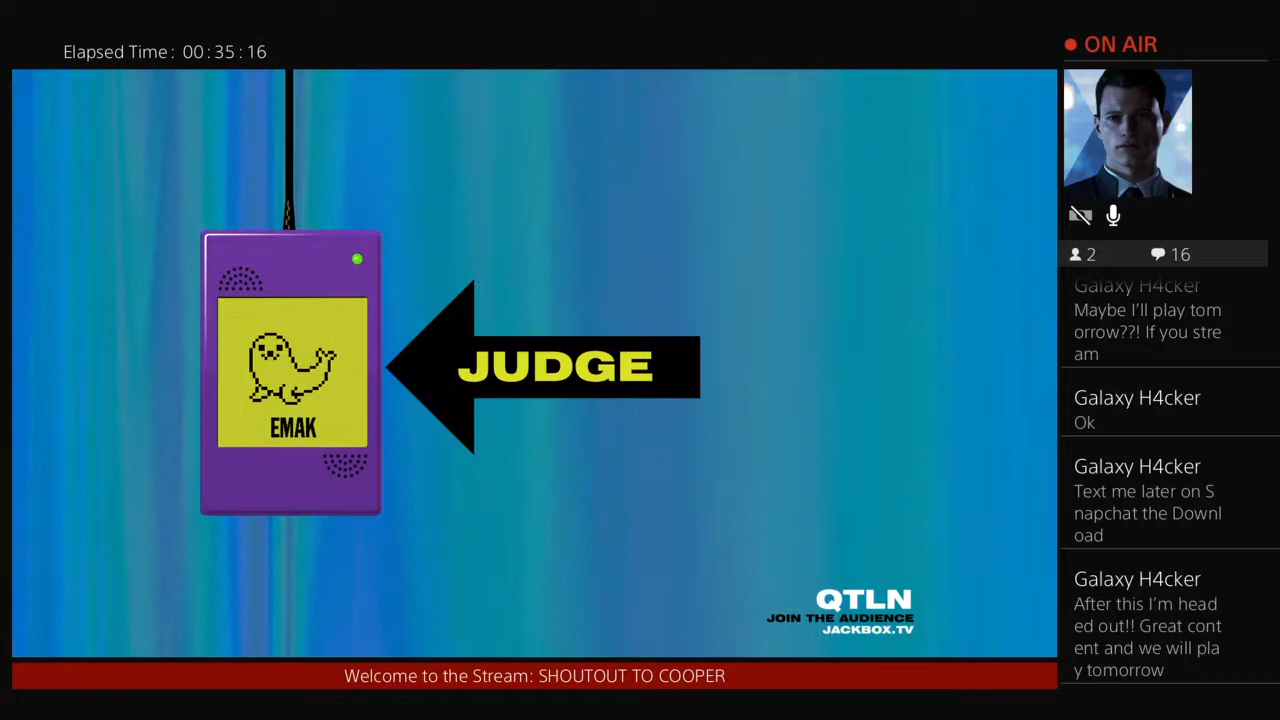 Elapsed Time: 00:35:16
ON AIR
2
16
Galaxy H4cker
Maybe I'll play tom
orrow??! If you stre
am
Galaxy H4cker
Ok
Galaxy H4cker
Text me later on S
napchat the Downl
oad
Galaxy H4cker
After this I'm head
ed out!! Great cont
ent and we will pla
y tomorrow
EMAK
JUDGE
QTLN
JOIN THE AUDIENCE
JACKBOX.TV
Welcome to the Stream: SHOUTOUT TO COOPER